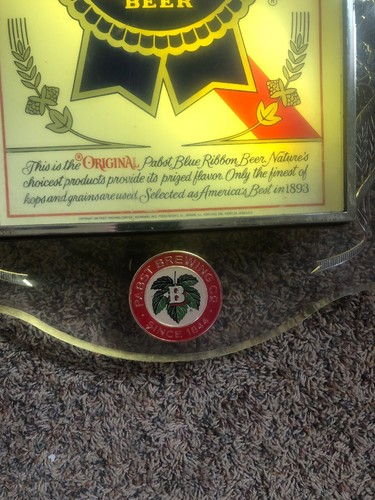 BEER
®
This is the ®ORIGINAL Pabst Blue Ribbon Beer. Nature's
choicest products provide its prized flavor. Only the finest of
hops and grains are used. Selected as America's Best in 1893
PABST BREWING CO.
B
SINCE 1844